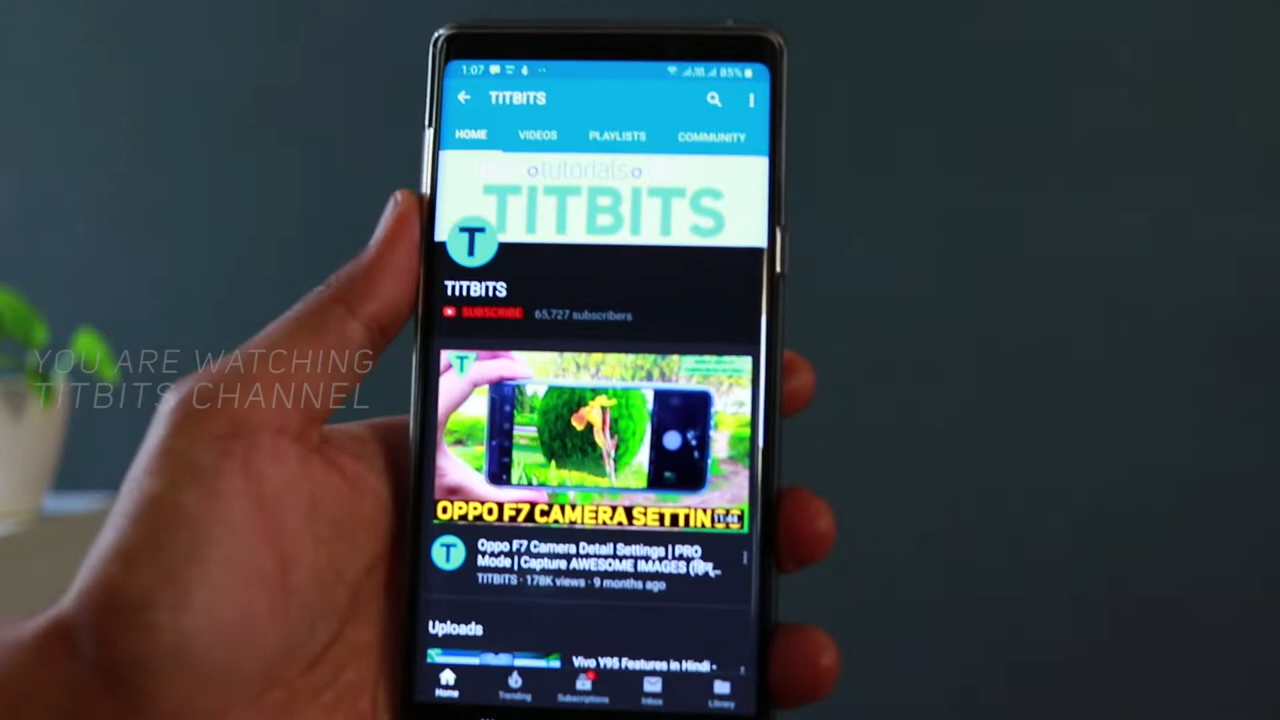 1:07
85%
TITBITS
HOME VIDEOS PLAYLISTS COMMUNITY
tutorials
TITBITS
T
TITBITS
SUBSCRIBE 65,727 subscribers
YOU ARE WATCHING
TITBITS CHANNEL
T
OPPO F7 CAMERA SETTINGS
11:44
T
Oppo F7 Camera Detail Settings | PRO
Mode | Capture AWESOME IMAGES (हिन्...
TITBITS · 178K views · 9 months ago
Uploads
Vivo Y95 Features in Hindi -
Home Trending Subscriptions Inbox Library